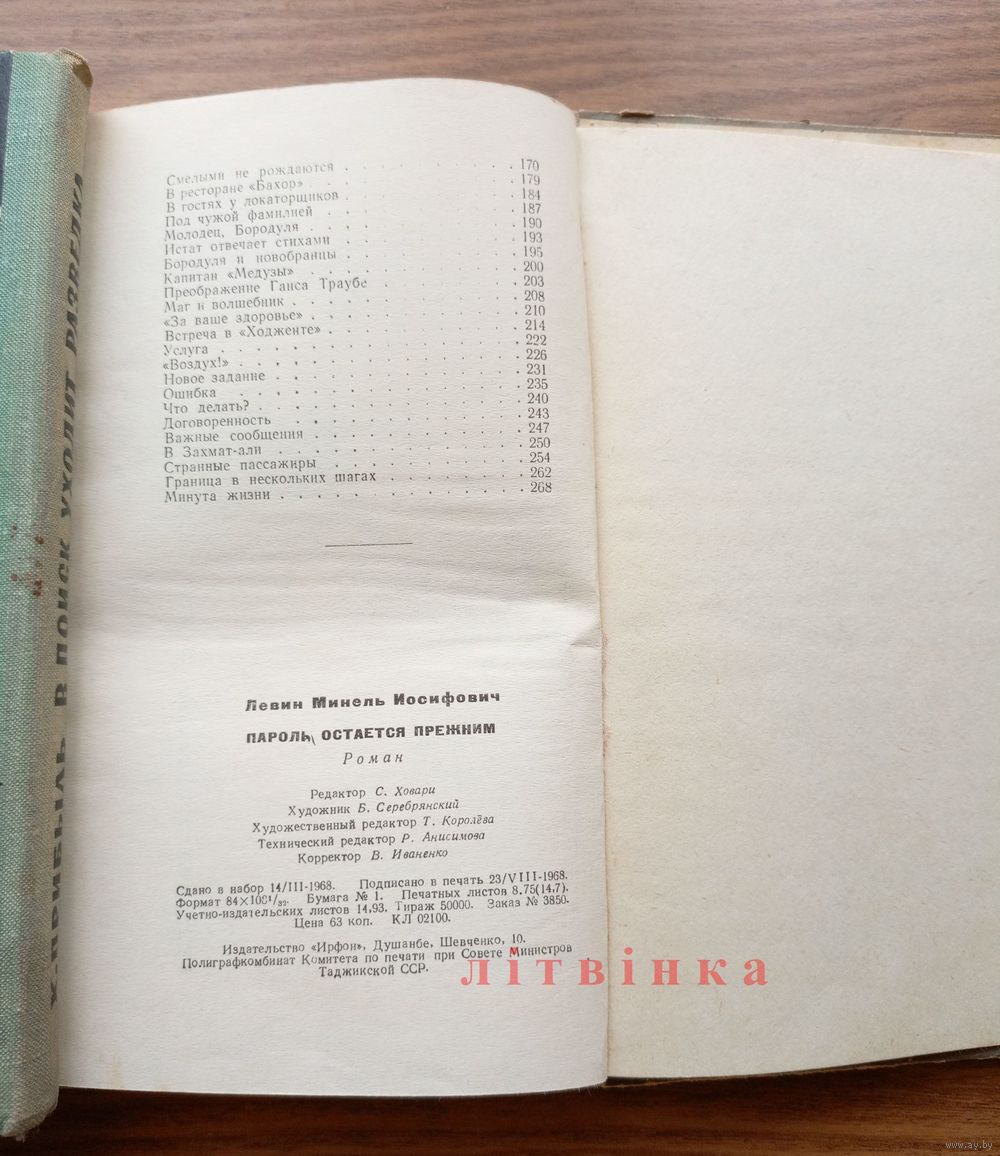 Смелыми не рождаются . . . . . . . . 170
В ресторане «Бахор» . . . . . . . . 179
В гостях у локаторщиков . . . . . . . . 184
Под чужой фамилией . . . . . . . . 187
Молодец, Бородуля . . . . . . . . 190
Истат отвечает стихами . . . . . . . . 193
Бородуля и новобранцы . . . . . . . . 195
Капитан «Медузы» . . . . . . . . 200
Преображение Ганса Траубе . . . . . . . . 203
Маг и волшебник . . . . . . . . 208
«За ваше здоровье» . . . . . . . . 210
Встреча в «Ходженте» . . . . . . . . 214
Услуга . . . . . . . . 222
«Воздух!» . . . . . . . . 226
Новое задание . . . . . . . . 231
Ошибка . . . . . . . . 235
Что делать? . . . . . . . . 240
Договоренность . . . . . . . . 243
Важные сообщения . . . . . . . . 247
В Захмат-али . . . . . . . . 250
Странные пассажиры . . . . . . . . 254
Граница в нескольких шагах . . . . . . . . 262
Минута жизни . . . . . . . . 268
Левин Минель Иосифович
ПАРОЛЬ ОСТАЕТСЯ ПРЕЖНИМ
Роман
Редактор С. Ховари
Художник Б. Серебрянский
Художественный редактор Т. Королёва
Технический редактор Р. Анисимова
Корректор В. Иваненко
Сдано в набор 14/III-1968. Подписано в печать 23/VIII-1968.
Формат 84×108¹/₃₂. Бумага № 1. Печатных листов 8,75(14,7).
Учетно-издательских листов 14,93. Тираж 50000. Заказ № 3850.
Цена 63 коп. КЛ 02100.
Издательство «Ирфон», Душанбе, Шевченко, 10.
Полиграфкомбинат Комитета по печати при Совете Министров
Таджикской ССР.
літвінка
К. ПРИБЫЛЬ В ПОИСК УХОДИТ РАЗВЕДКА
www.ay.by